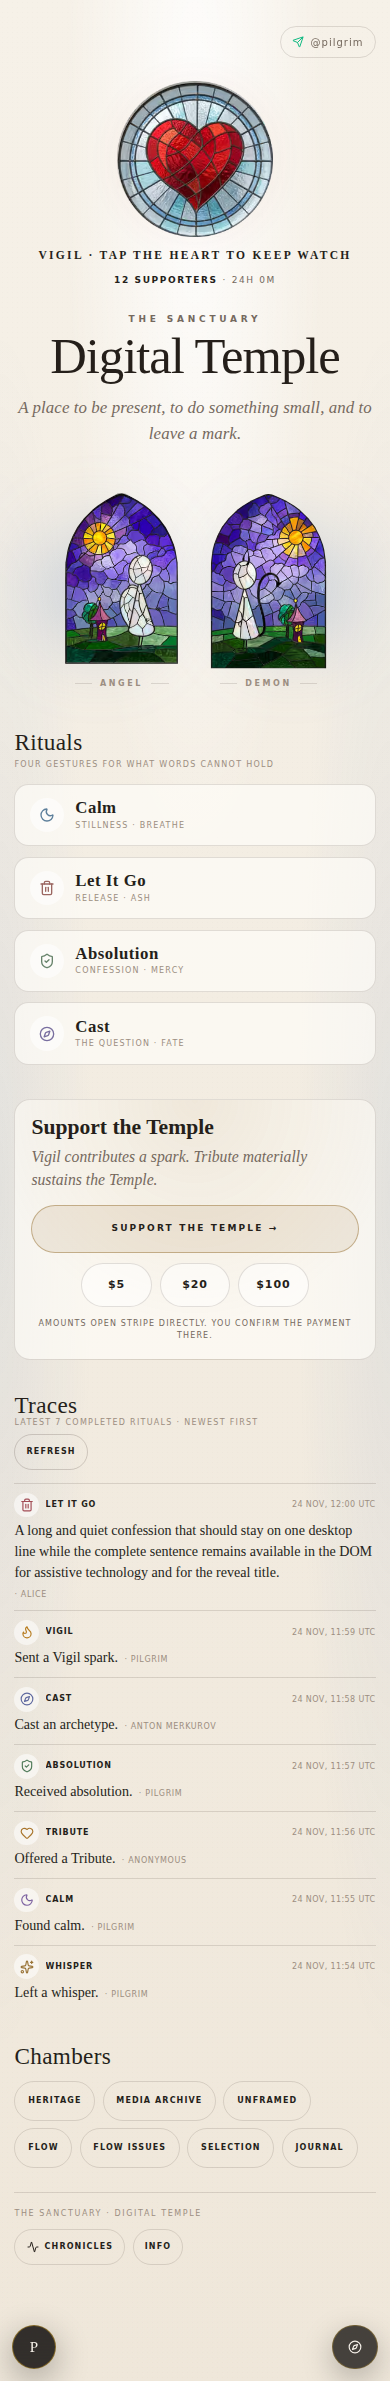 @pilgrim
VIGIL · TAP THE HEART TO KEEP WATCH
12 SUPPORTERS · 24H 0M
THE SANCTUARY
Digital Temple
A place to be present, to do something small, and to
leave a mark.
ANGEL
DEMON
Rituals
FOUR GESTURES FOR WHAT WORDS CANNOT HOLD
Calm
STILLNESS · BREATHE
Let It Go
RELEASE · ASH
Absolution
CONFESSION · MERCY
Cast
THE QUESTION · FATE
Support the Temple
Vigil contributes a spark. Tribute materially
sustains the Temple.
SUPPORT THE TEMPLE →
$5
$20
$100
AMOUNTS OPEN STRIPE DIRECTLY. YOU CONFIRM THE PAYMENT
THERE.
Traces
LATEST 7 COMPLETED RITUALS · NEWEST FIRST
REFRESH
LET IT GO 24 NOV, 12:00 UTC
A long and quiet confession that should stay on one desktop
line while the complete sentence remains available in the DOM
for assistive technology and for the reveal title.
· ALICE
VIGIL 24 NOV, 11:59 UTC
Sent a Vigil spark. · PILGRIM
CAST 24 NOV, 11:58 UTC
Cast an archetype. · ANTON MERKUROV
ABSOLUTION 24 NOV, 11:57 UTC
Received absolution. · PILGRIM
TRIBUTE 24 NOV, 11:56 UTC
Offered a Tribute. · ANONYMOUS
CALM 24 NOV, 11:55 UTC
Found calm. · PILGRIM
WHISPER 24 NOV, 11:54 UTC
Left a whisper. · PILGRIM
Chambers
HERITAGE MEDIA ARCHIVE UNFRAMED
FLOW FLOW ISSUES SELECTION JOURNAL
THE SANCTUARY · DIGITAL TEMPLE
CHRONICLES INFO
P